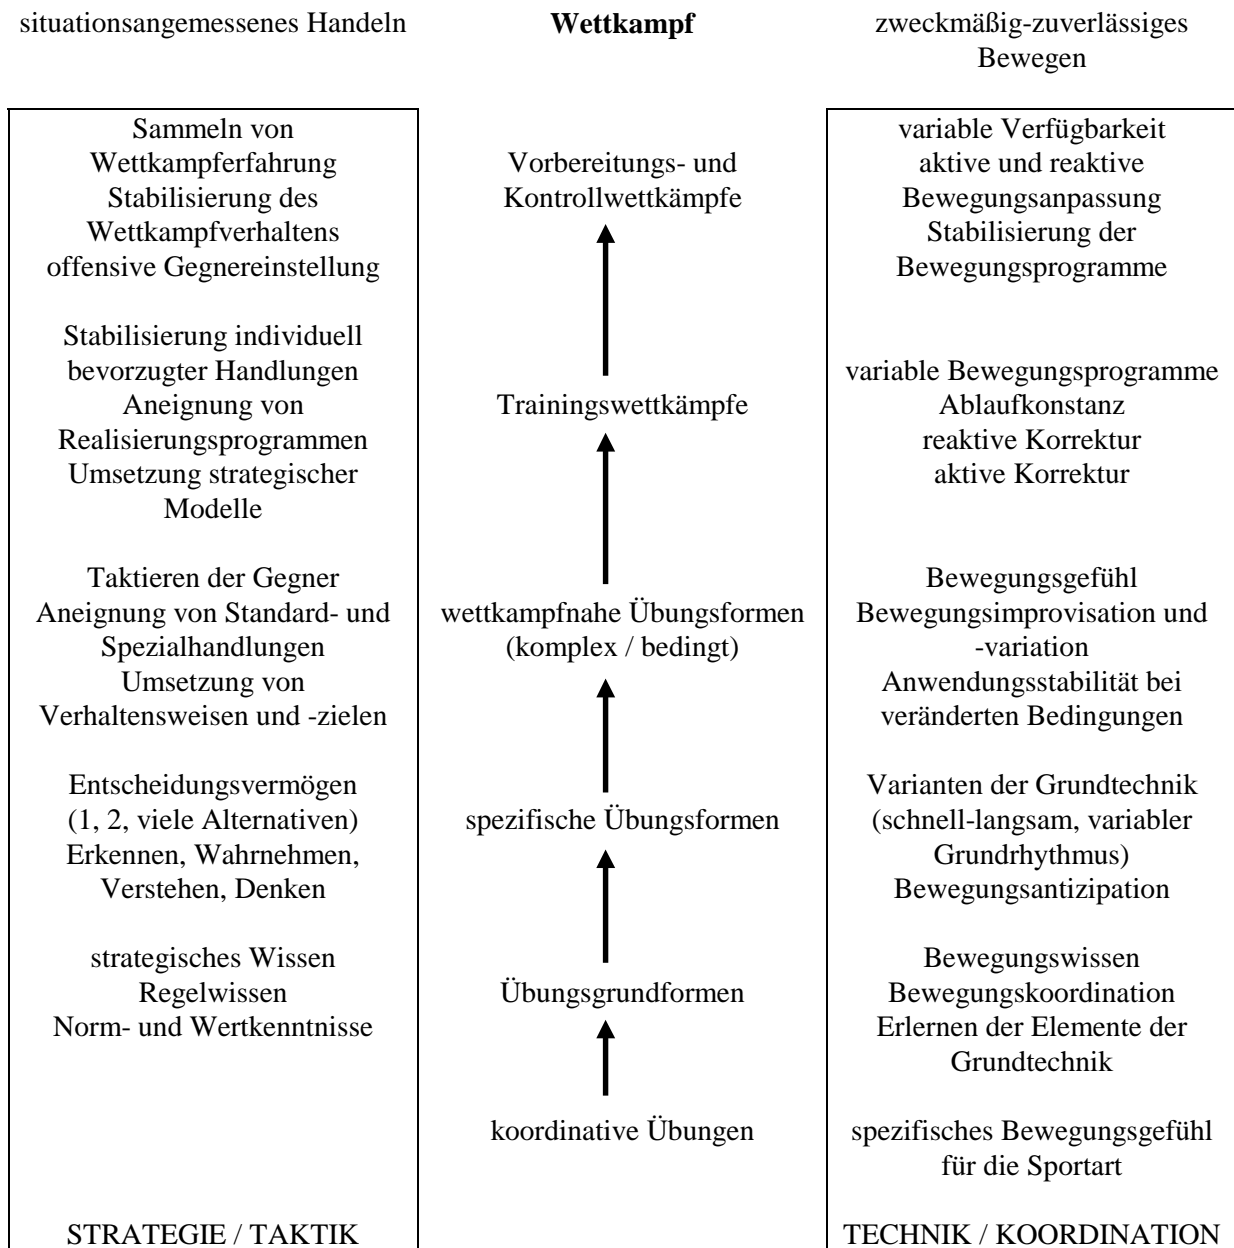 situationsangemessenes Handeln
Wettkampf
zweckmäßig-zuverlässiges
Bewegen
Sammeln von
Wettkampferfahrung
Stabilisierung des
Wettkampfverhaltens
offensive Gegnereinstellung
Vorbereitungs- und
Kontrollwettkämpfe
variable Verfügbarkeit
aktive und reaktive
Bewegungsanpassung
Stabilisierung der
Bewegungsprogramme
Stabilisierung individuell
bevorzugter Handlungen
Aneignung von
Realisierungsprogrammen
Umsetzung strategischer
Modelle
Trainingswettkämpfe
variable Bewegungsprogramme
Ablaufkonstanz
reaktive Korrektur
aktive Korrektur
Taktieren der Gegner
Aneignung von Standard- und
Spezialhandlungen
Umsetzung von
Verhaltensweisen und -zielen
wettkampfnahe Übungsformen
(komplex / bedingt)
Bewegungsgefühl
Bewegungsimprovisation und
-variation
Anwendungsstabilität bei
veränderten Bedingungen
Entscheidungsvermögen
(1, 2, viele Alternativen)
Erkennen, Wahrnehmen,
Verstehen, Denken
spezifische Übungsformen
Varianten der Grundtechnik
(schnell-langsam, variabler
Grundrhythmus)
Bewegungsantizipation
strategisches Wissen
Regelwissen
Norm- und Wertkenntnisse
Übungsgrundformen
Bewegungswissen
Bewegungskoordination
Erlernen der Elemente der
Grundtechnik
koordinative Übungen
spezifisches Bewegungsgefühl
für die Sportart
STRATEGIE / TAKTIK
TECHNIK / KOORDINATION